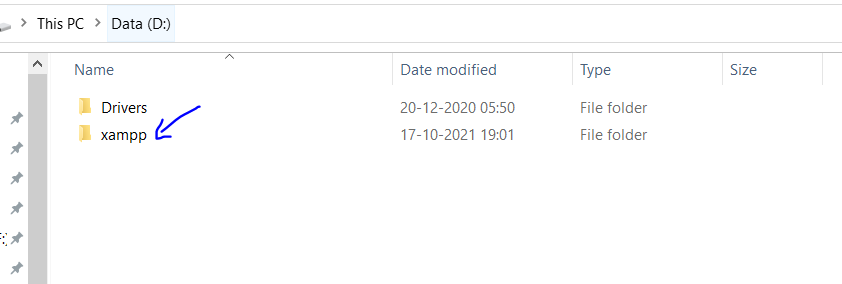 This PC > Data (D:)
Name Date modified Type Size
Drivers 20-12-2020 05:50 File folder
xampp 17-10-2021 19:01 File folder
F: